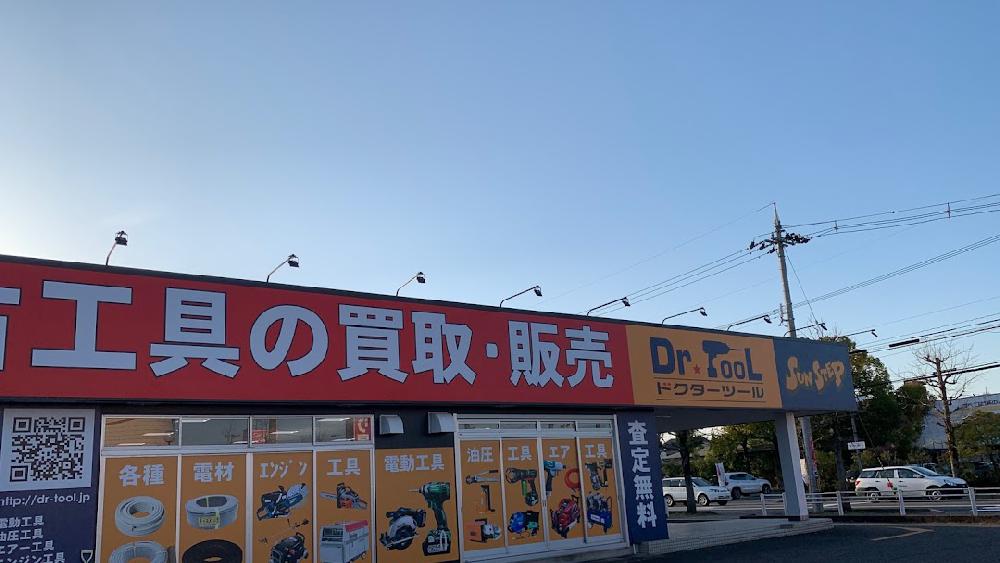 工具の買取・販売
Dr.TooL
ドクターツール
SUN STEP
http://dr-tool.jp
電動工具
油圧工具
エアー工具
エンジン工具
各種
電材
エンジン
工具
電動工具
油圧
工具
エア
工具
査定無料